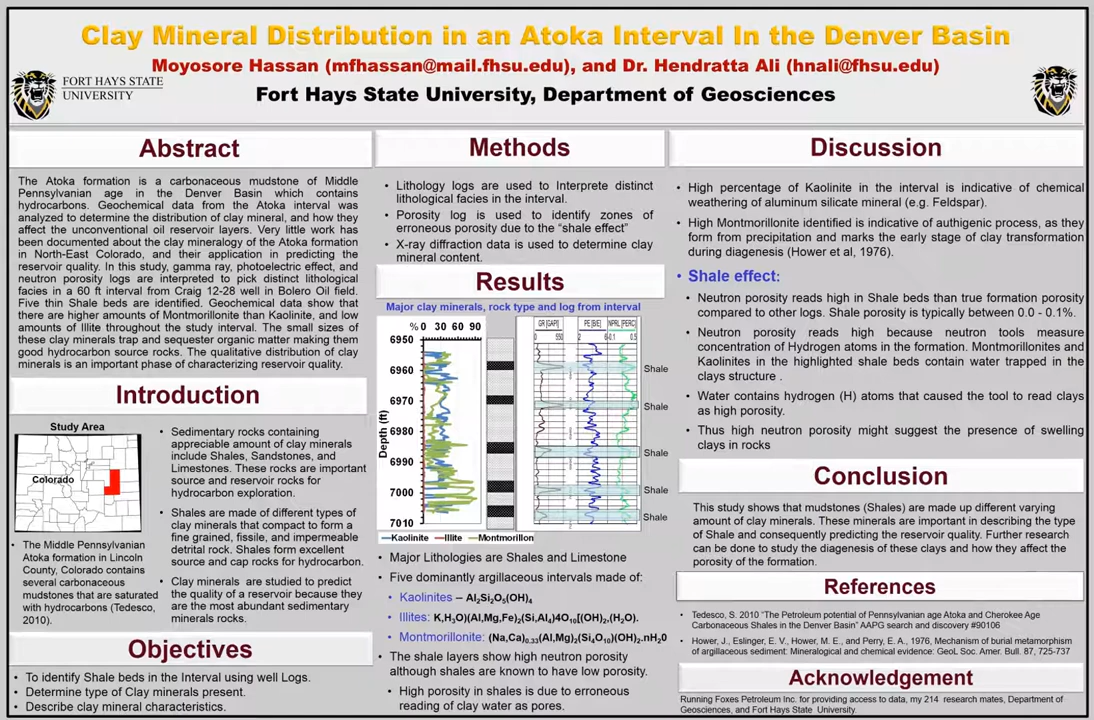 Clay Mineral Distribution in an Atoka Interval In the Denver Basin
Moyosore Hassan (mfhassan@mail.fhsu.edu), and Dr. Hendratta Ali (hnali@fhsu.edu)
FORT HAYS STATE
UNIVERSITY
Fort Hays State University, Department of Geosciences
Abstract
The Atoka formation is a carbonaceous mudstone of Middle
Pennsylvanian age in the Denver Basin which contains
hydrocarbons. Geochemical data from the Atoka interval was
analyzed to determine the distribution of clay mineral, and how they
affect the unconventional oil reservoir layers. Very little work has
been documented about the clay mineralogy of the Atoka formation
in North-East Colorado, and their application in predicting the
reservoir quality. In this study, gamma ray, photoelectric effect, and
neutron porosity logs are interpreted to pick distinct lithological
facies in a 60 ft interval from Craig 12-28 well in Bolero Oil field.
Five thin Shale beds are identified. Geochemical data show that
there are higher amounts of Montmorillonite than Kaolinite, and low
amounts of Illite throughout the study interval. The small sizes of
these clay minerals trap and sequester organic matter making them
good hydrocarbon source rocks. The qualitative distribution of clay
minerals is an important phase of characterizing reservoir quality.
Introduction
Study Area
Colorado
• The Middle Pennsylvanian
Atoka formation in Lincoln
County, Colorado contains
several carbonaceous
mudstones that are saturated
with hydrocarbons (Tedesco,
2010).
• Sedimentary rocks containing
appreciable amount of clay minerals
include Shales, Sandstones, and
Limestones. These rocks are important
source and reservoir rocks for
hydrocarbon exploration.
• Shales are made of different types of
clay minerals that compact to form a
fine grained, fissile, and impermeable
detrital rock. Shales form excellent
source and cap rocks for hydrocarbon.
• Clay minerals are studied to predict
the quality of a reservoir because they
are the most abundant sedimentary
minerals rocks.
Objectives
• To identify Shale beds in the Interval using well Logs.
• Determine type of Clay minerals present.
• Describe clay mineral characteristics.
Methods
• Lithology logs are used to Interprete distinct
lithological facies in the interval.
• Porosity log is used to identify zones of
erroneous porosity due to the “shale effect”
• X-ray diffraction data is used to determine clay
mineral content.
Results
Major clay minerals, rock type and log from interval
% 0 30 60 90
Depth (ft)
6950
6960
6970
6980
6990
7000
7010
Kaolinite Illite Montmorillon
GR [GAPI] PE [B/E] NPRL [PERC]
Shale
Shale
Shale
Shale
Shale
• Major Lithologies are Shales and Limestone
• Five dominantly argillaceous intervals made of:
• Kaolinites – Al2Si2O5(OH)4
• Illites: K,H3O)(Al,Mg,Fe)2(Si,Al)4O10[(OH)2,(H2O).
• Montmorillonite: (Na,Ca)0.33(Al,Mg)2(Si4O10)(OH)2.nH20
• The shale layers show high neutron porosity
although shales are known to have low porosity.
• High porosity in shales is due to erroneous
reading of clay water as pores.
Discussion
• High percentage of Kaolinite in the interval is indicative of chemical
weathering of aluminum silicate mineral (e.g. Feldspar).
• High Montmorillonite identified is indicative of authigenic process, as they
form from precipitation and marks the early stage of clay transformation
during diagenesis (Hower et al, 1976).
• Shale effect:
• Neutron porosity reads high in Shale beds than true formation porosity
compared to other logs. Shale porosity is typically between 0.0 - 0.1%.
• Neutron porosity reads high because neutron tools measure
concentration of Hydrogen atoms in the formation. Montmorillonites and
Kaolinites in the highlighted shale beds contain water trapped in the
clays structure .
• Water contains hydrogen (H) atoms that caused the tool to read clays
as high porosity.
• Thus high neutron porosity might suggest the presence of swelling
clays in rocks
Conclusion
This study shows that mudstones (Shales) are made up different varying
amount of clay minerals. These minerals are important in describing the type
of Shale and consequently predicting the reservoir quality. Further research
can be done to study the diagenesis of these clays and how they affect the
porosity of the formation.
References
• Tedesco, S. 2010 “The Petroleum potential of Pennsylvanian age Atoka and Cherokee Age
Carbonaceous Shales in the Denver Basin” AAPG search and discovery #90106
• Hower, J., Eslinger, E. V., Hower, M. E., and Perry, E. A., 1976, Mechanism of burial metamorphism
of argillaceous sediment: Mineralogical and chemical evidence: GeoL Soc. Amer. Bull. 87, 725-737
Acknowledgement
Running Foxes Petroleum Inc. for providing access to data, my 214 research mates, Department of
Geosciences, and Fort Hays State University.